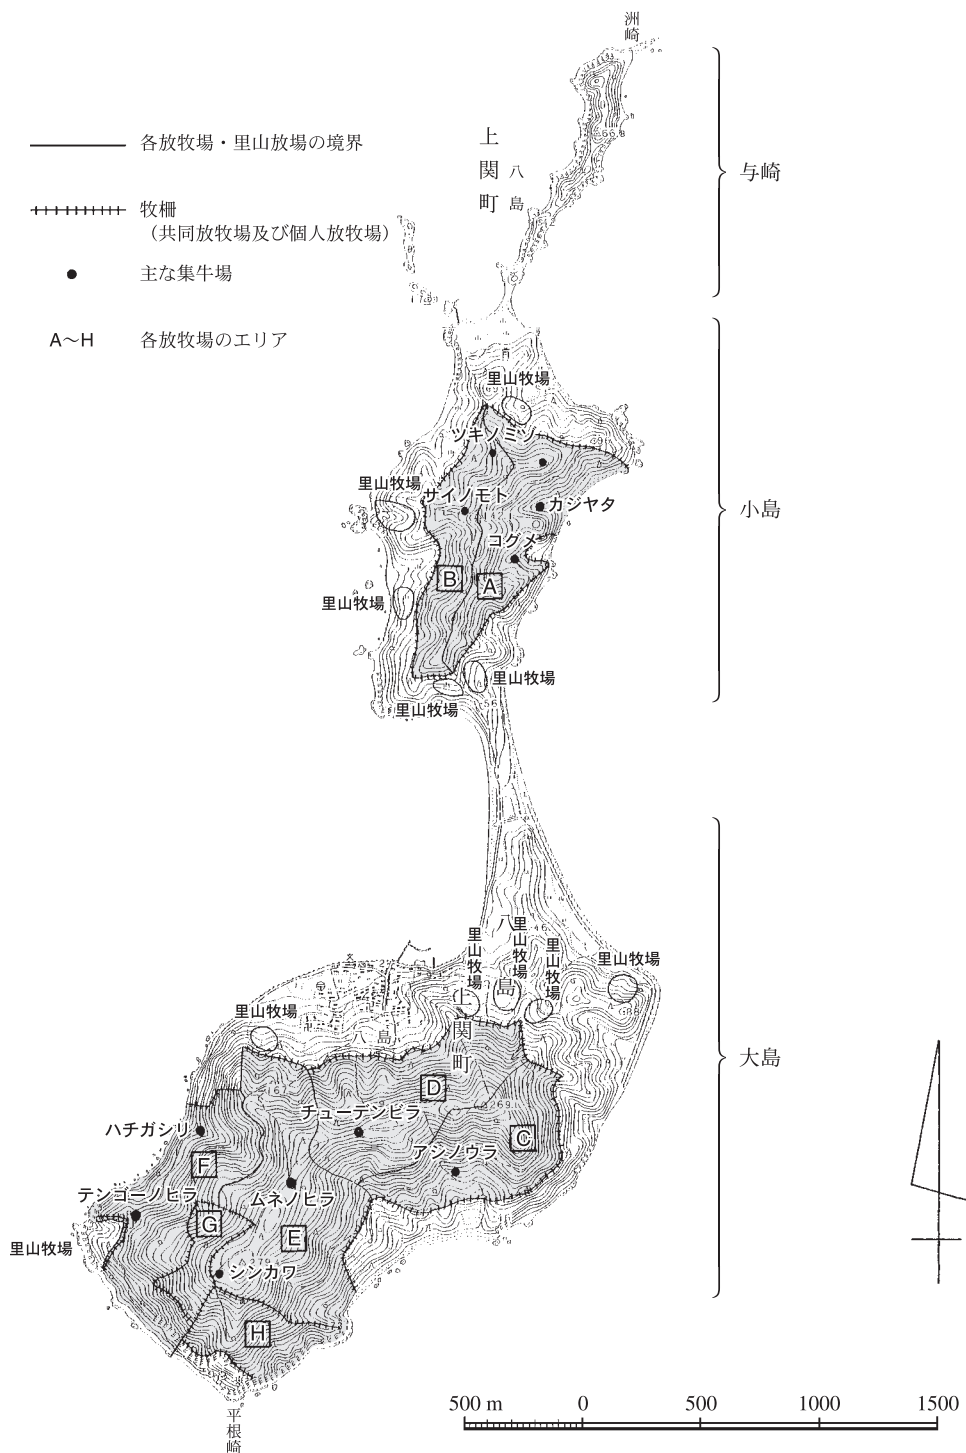 洲崎
各放牧場・里山放場の境界
牧柵
(共同放牧場及び個人放牧場)
主な集牛場
A〜H 各放牧場のエリア
上関町
八島
与崎
里山牧場
ツキノミゾ
里山牧場
サイノモト
カジヤタ
小島
コグメ
B
A
里山牧場
里山牧場
里山牧場
八島
里山牧場
里山牧場
里山牧場
里山牧場
里山牧場
八島
上関町
大島
D
チューデンビラ
C
ハチガシリ
アシノウラ
F
テンゴーノヒラ
ムネノヒラ
G
E
里山牧場
シンカワ
H
平根崎
500 m 0 500 1000 1500